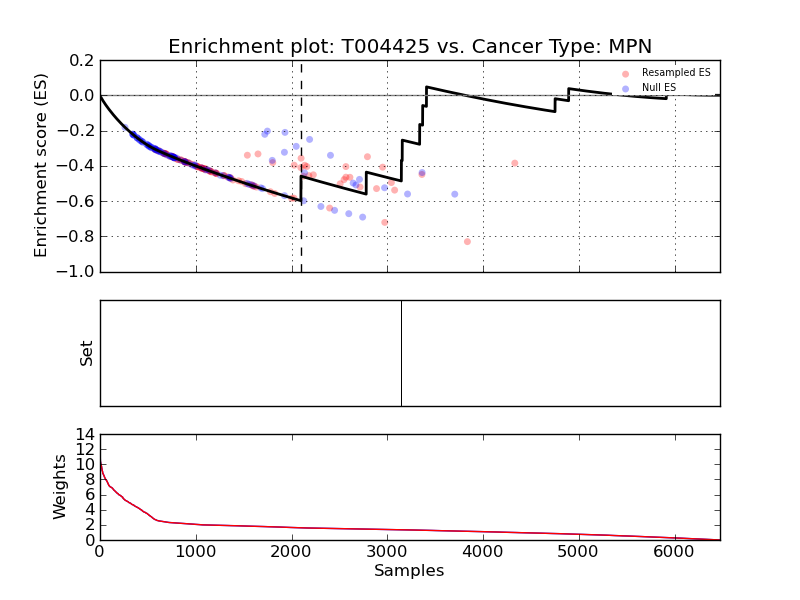 Enrichment plot: T004425 vs. Cancer Type: MPN
Enrichment score (ES)
0.2
0.0
−0.2
−0.4
−0.6
−0.8
−1.0
Resampled ES
Null ES
Set
Weights
14
12
10
8
6
4
2
0
0 1000 2000 3000 4000 5000 6000
Samples